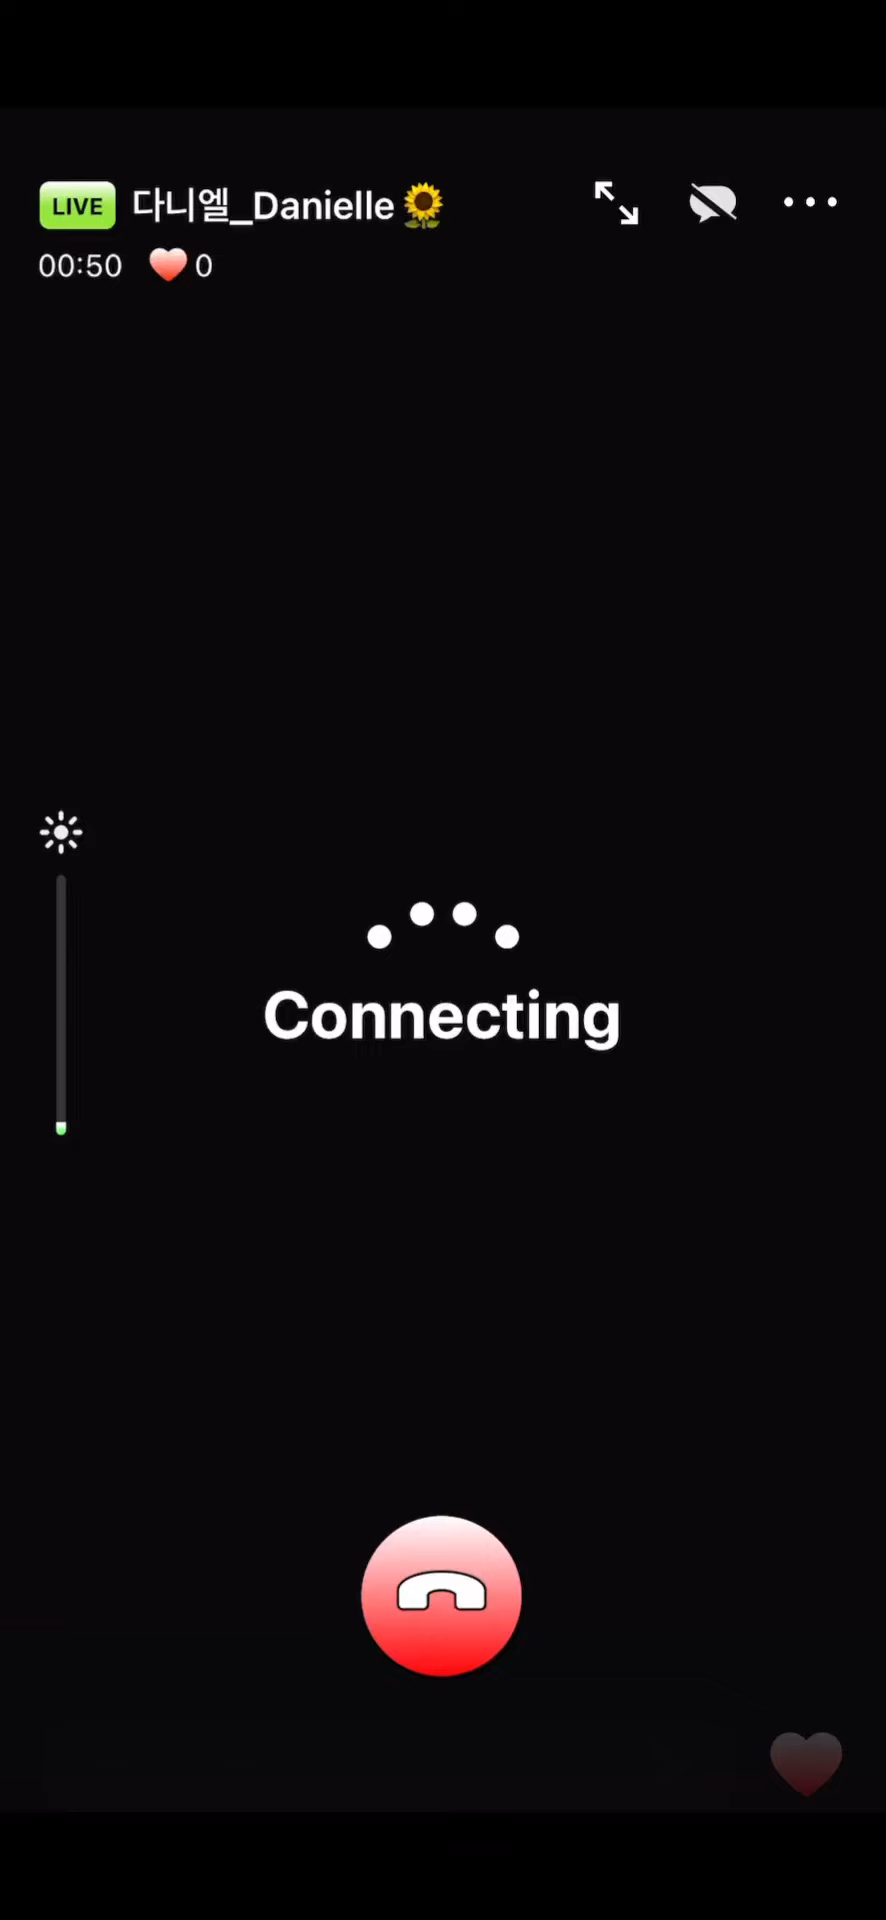 LIVE 다니엘_Danielle🌻
00:50 ❤️ 0
Connecting